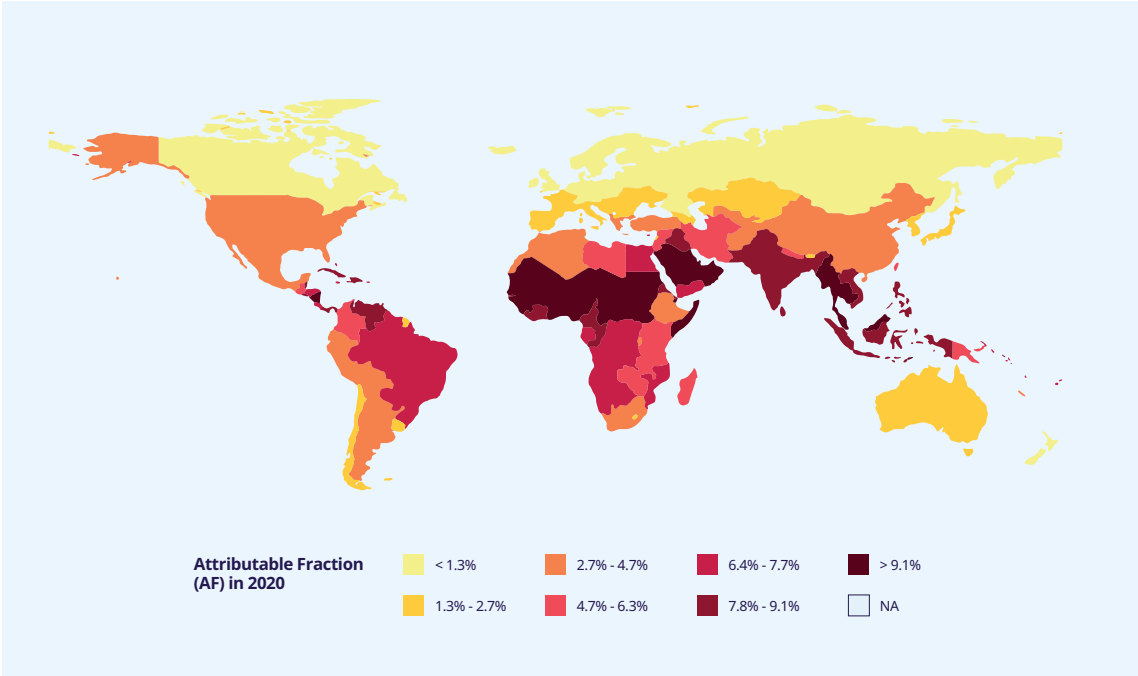 Attributable Fraction
(AF) in 2020
< 1.3%
2.7% - 4.7%
6.4% - 7.7%
> 9.1%
1.3% - 2.7%
4.7% - 6.3%
7.8% - 9.1%
NA